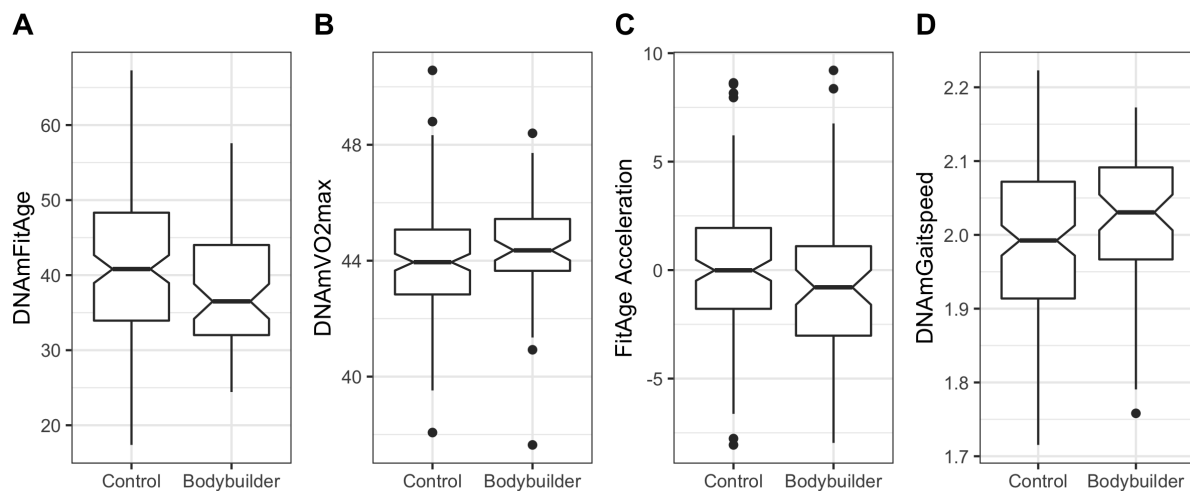 A
DNAmFitAge
60
50
40
30
20
Control Bodybuilder
B
DNAmVO2max
48
44
40
Control Bodybuilder
C
FitAge Acceleration
10
5
0
-5
Control Bodybuilder
D
DNAmGaitspeed
2.2
2.1
2.0
1.9
1.8
1.7
Control Bodybuilder